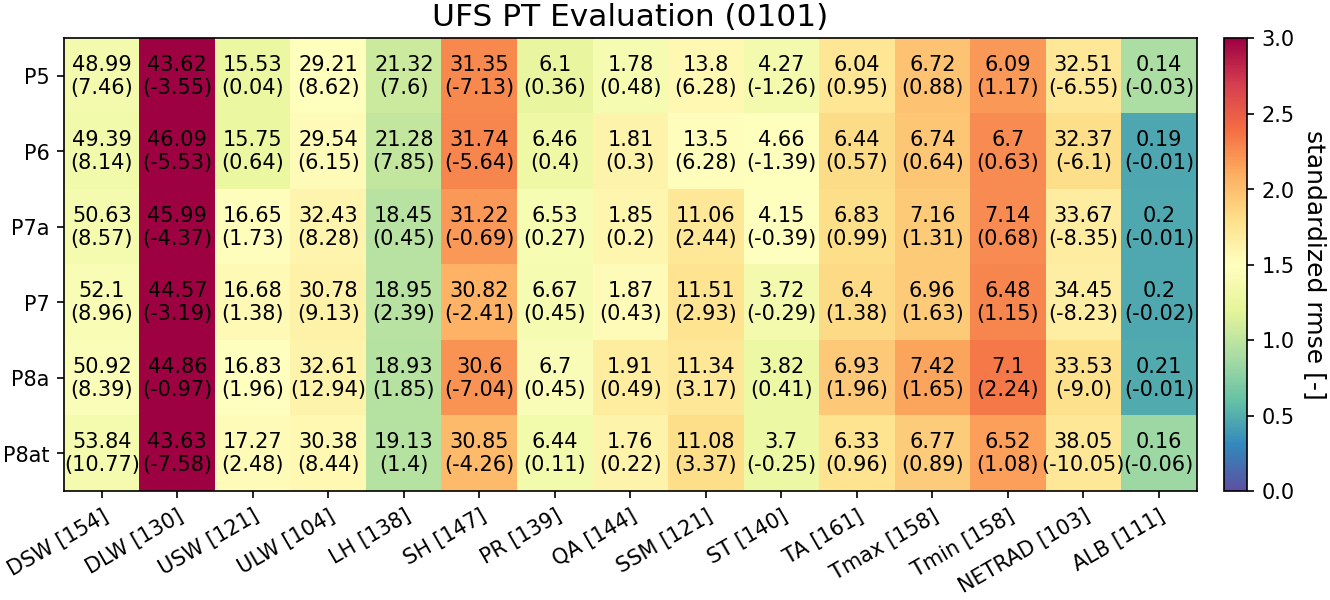 UFS PT Evaluation (0101)
P5 48.99 43.62 15.53 29.21 21.32 31.35 6.1 1.78 13.8 4.27 6.04 6.72 6.09 32.51 0.14
(7.46) (-3.55) (0.04) (8.62) (7.6) (-7.13) (0.36) (0.48) (6.28) (-1.26) (0.95) (0.88) (1.17) (-6.55) (-0.03)
P6 49.39 46.09 15.75 29.54 21.28 31.74 6.46 1.81 13.5 4.66 6.44 6.74 6.7 32.37 0.19
(8.14) (-5.53) (0.64) (6.15) (7.85) (-5.64) (0.4) (0.3) (6.28) (-1.39) (0.57) (0.64) (0.63) (-6.1) (-0.01)
P7a 50.63 45.99 16.65 32.43 18.45 31.22 6.53 1.85 11.06 4.15 6.83 7.16 7.14 33.67 0.2
(8.57) (-4.37) (1.73) (8.28) (0.45) (-0.69) (0.27) (0.2) (2.44) (-0.39) (0.99) (1.31) (0.68) (-8.35) (-0.01)
P7 52.1 44.57 16.68 30.78 18.95 30.82 6.67 1.87 11.51 3.72 6.4 6.96 6.48 34.45 0.2
(8.96) (-3.19) (1.38) (9.13) (2.39) (-2.41) (0.45) (0.43) (2.93) (-0.29) (1.38) (1.63) (1.15) (-8.23) (-0.02)
P8a 50.92 44.86 16.83 32.61 18.93 30.6 6.7 1.91 11.34 3.82 6.93 7.42 7.1 33.53 0.21
(8.39) (-0.97) (1.96) (12.94) (1.85) (-7.04) (0.45) (0.49) (3.17) (0.41) (1.96) (1.65) (2.24) (-9.0) (-0.01)
P8at 53.84 43.63 17.27 30.38 19.13 30.85 6.44 1.76 11.08 3.7 6.33 6.77 6.52 38.05 0.16
(10.77) (-7.58) (2.48) (8.44) (1.4) (-4.26) (0.11) (0.22) (3.37) (-0.25) (0.96) (0.89) (1.08) (-10.05) (-0.06)
DSW [154] DLW [130] USW [121] ULW [104] LH [138] SH [147] PR [139] QA [144] SSM [121] ST [140] TA [161] Tmax [158] Tmin [158] NETRAD [103] ALB [111]
3.0
2.5
2.0
1.5
1.0
0.5
0.0
standardized rmse [-]